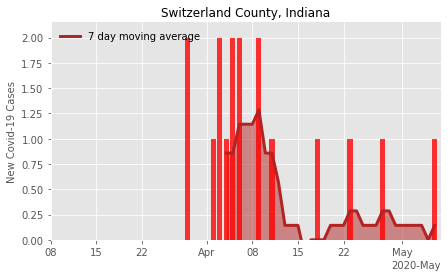 Switzerland County, Indiana
7 day moving average
New Covid-19 Cases
2.00
1.75
1.50
1.25
1.00
0.75
0.50
0.25
0.00
08 15 22 Apr 08 15 22 May
2020-May